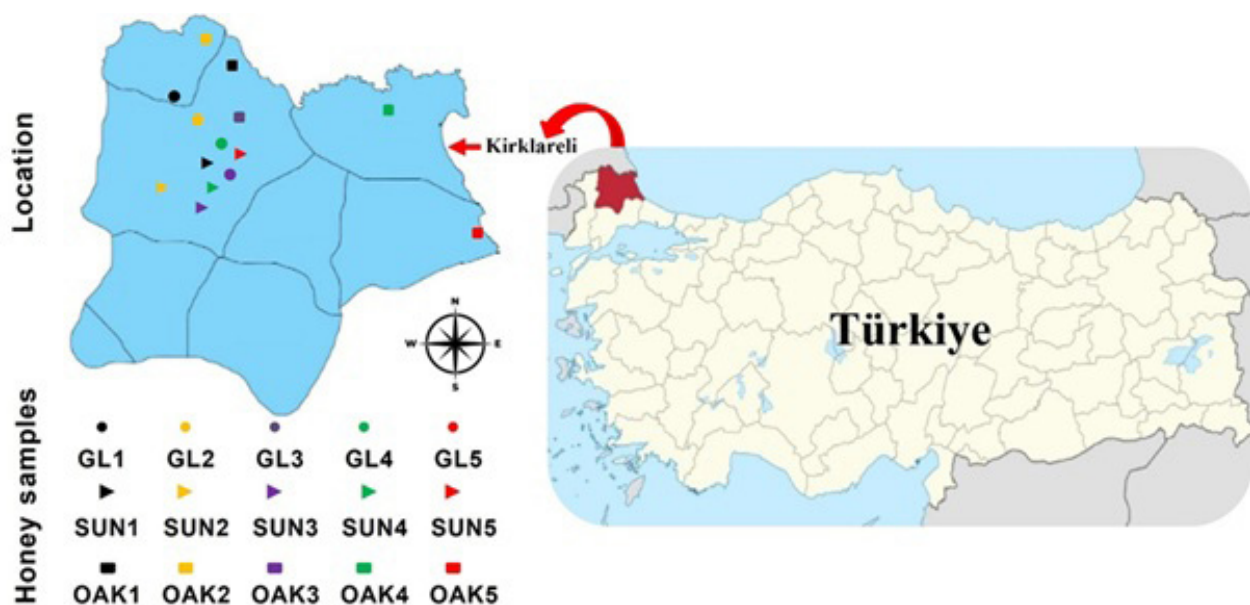 Location
Kirklareli
Türkiye
N
W E
S
Honey samples
GL1 GL2 GL3 GL4 GL5
SUN1 SUN2 SUN3 SUN4 SUN5
OAK1 OAK2 OAK3 OAK4 OAK5